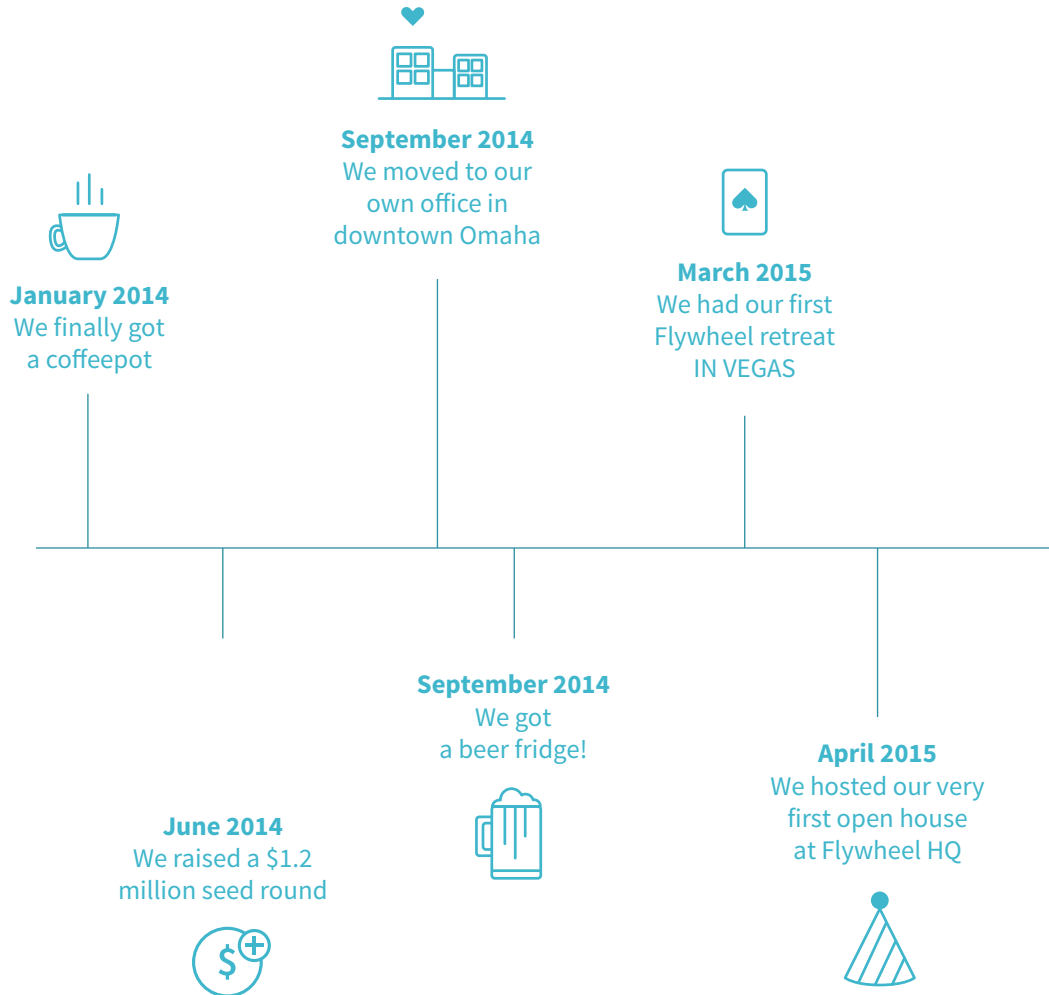 January 2014
We finally got
a coffeepot
June 2014
We raised a $1.2
million seed round
$
September 2014
We moved to our
own office in
downtown Omaha
September 2014
We got
a beer fridge!
March 2015
We had our first
Flywheel retreat
IN VEGAS
April 2015
We hosted our very
first open house
at Flywheel HQ